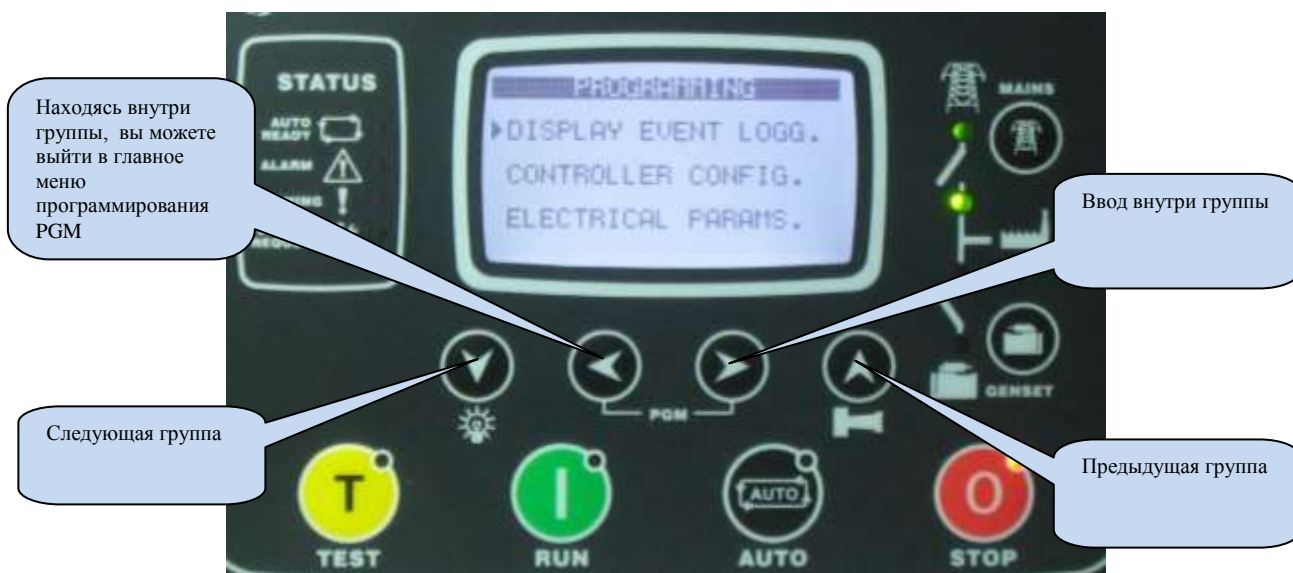 Находясь внутри
группы, вы можете
выйти в главное
меню
программирования
PGM
Следующая группа
STATUS
AUTO
READY
ALARM
PROGRAMMING
DISPLAY EVENT LOGG.
CONTROLLER CONFIG.
ELECTRICAL PARAMS.
MAINS
GENSET
PGM
T
TEST
I
RUN
AUTO
AUTO
O
STOP
Ввод внутри группы
Предыдущая группа